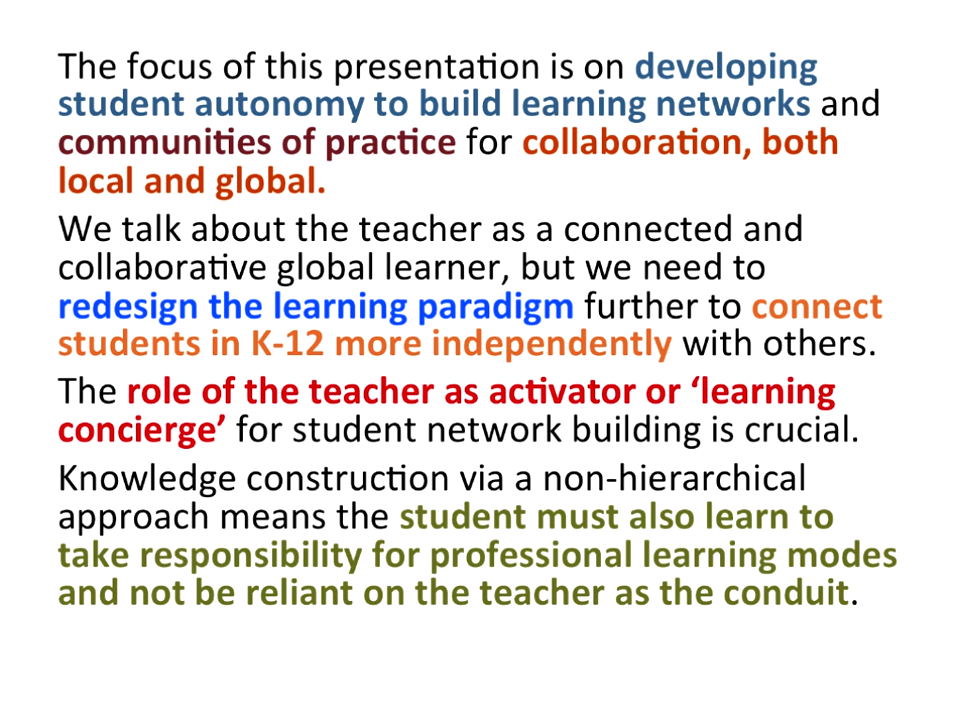 The focus of this presentation is on developing
student autonomy to build learning networks and
communities of practice for collaboration, both
local and global.
We talk about the teacher as a connected and
collaborative global learner, but we need to
redesign the learning paradigm further to connect
students in K-12 more independently with others.
The role of the teacher as activator or ‘learning
concierge’ for student network building is crucial.
Knowledge construction via a non-hierarchical
approach means the student must also learn to
take responsibility for professional learning modes
and not be reliant on the teacher as the conduit.